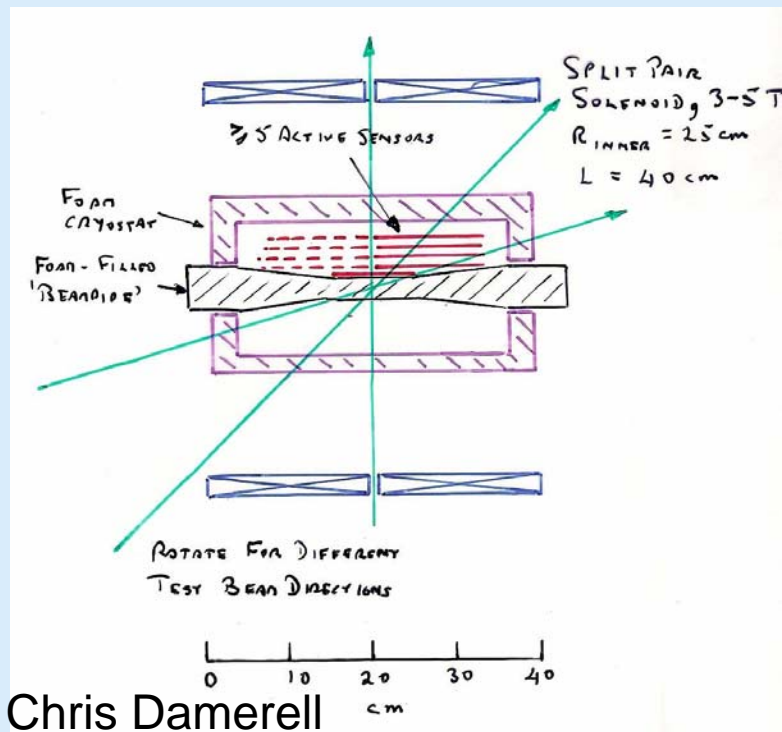 SPLIT PAIR
SOLENOID, 3-5 T
R INNER = 25 cm
L = 40 cm
≥ 5 ACTIVE SENSORS
FOAM
CRYOSTAT
FOAM-FILLED
'BEAMPIPE'
ROTATE FOR DIFFERENT
TEST BEAM DIRECTIONS
0 10 20 30 40
cm
Chris Damerell